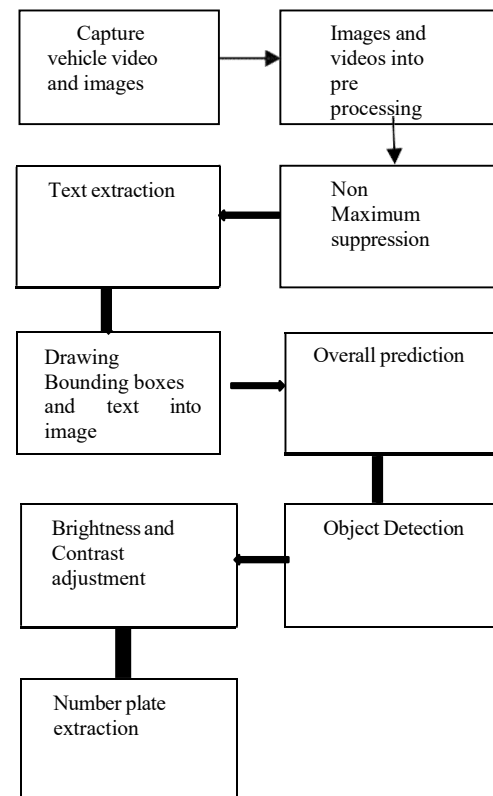 Capture
vehicle video
and images
Images and
videos into
pre
processing
Non
Maximum
suppression
Text extraction
Drawing
Bounding boxes
and text into
image
Overall prediction
Object Detection
Brightness and
Contrast
adjustment
Number plate
extraction